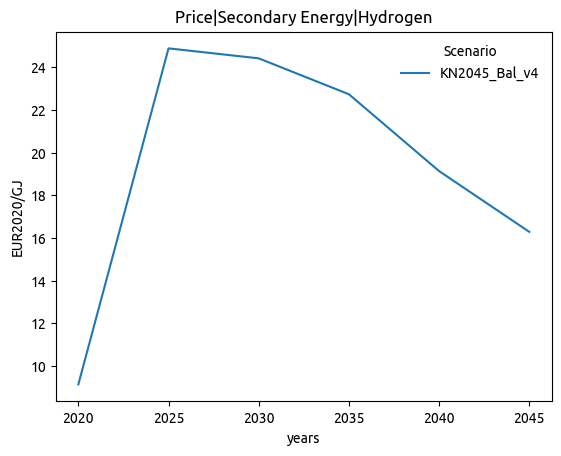 Price|Secondary Energy|Hydrogen
Scenario
KN2045_Bal_v4
EUR2020/GJ
24
22
20
18
16
14
12
10
2020 2025 2030 2035 2040 2045
years